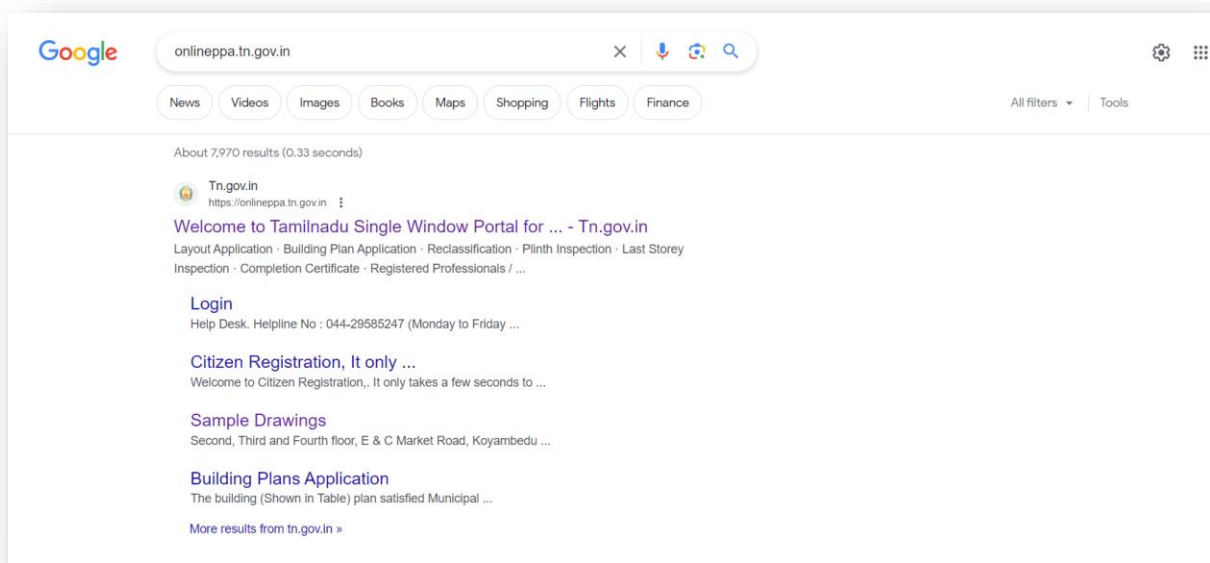 Google
onlineppa.tn.gov.in
News Videos Images Books Maps Shopping Flights Finance
All filters Tools
About 7,970 results (0.33 seconds)
Tn.gov.in
https://onlineppa.tn.gov.in
Welcome to Tamilnadu Single Window Portal for ... - Tn.gov.in
Layout Application · Building Plan Application · Reclassification · Plinth Inspection · Last Storey
Inspection · Completion Certificate · Registered Professionals / ...
Login
Help Desk. Helpline No : 044-29585247 (Monday to Friday ...
Citizen Registration, It only ...
Welcome to Citizen Registration,. It only takes a few seconds to ...
Sample Drawings
Second, Third and Fourth floor, E & C Market Road, Koyambedu ...
Building Plans Application
The building (Shown in Table) plan satisfied Municipal ...
More results from tn.gov.in »